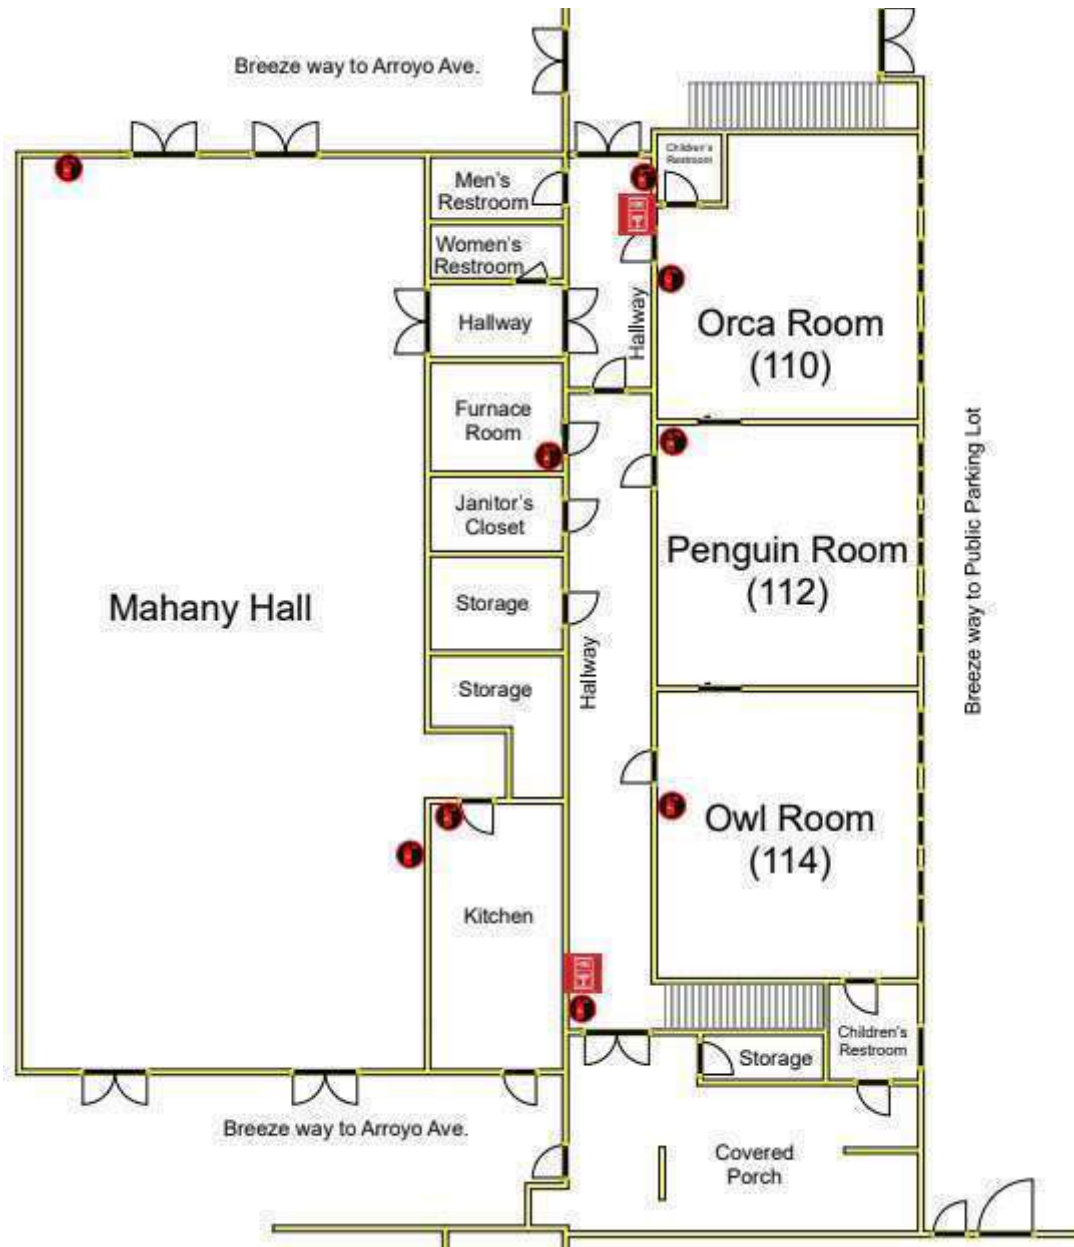 Breeze way to Arroyo Ave.
Children's
Restroom
Men's
Restroom
Women's
Restroom
Hallway
Hallway
Orca Room
(110)
Furnace
Room
Janitor's
Closet
Penguin Room
(112)
Breeze way to Public Parking Lot
Mahany Hall
Storage
Hallway
Storage
Owl Room
(114)
Kitchen
Children's
Restroom
Storage
Breeze way to Arroyo Ave.
Covered
Porch